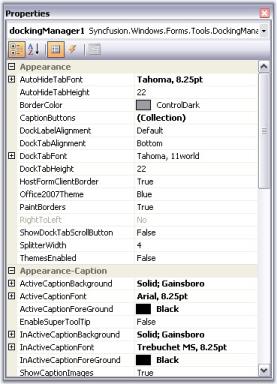 Properties
dockingManager1 Syncfusion.Windows.Forms.Tools.DockingMana
Appearance
AutoHideTabFont Tahoma, 8.25pt
AutoHideTabHeight 22
BorderColor ControlDark
CaptionButtons (Collection)
DockLabelAlignment Default
DockTabAlignment Bottom
DockTabFont Tahoma, 11world
DockTabHeight 22
HostFormClientBorder True
Office2007Theme Blue
PaintBorders True
RightToLeft No
ShowDockTabScrollButton False
SplitterWidth 4
ThemesEnabled False
Appearance-Caption
ActiveCaptionBackground Solid; Gainsboro
ActiveCaptionFont Arial, 8.25pt
ActiveCaptionForeGround Black
EnableSuperToolTip False
InActiveCaptionBackground Solid; Gainsboro
InActiveCaptionFont Trebuchet MS, 8.25pt
InActiveCaptionForeGround Black
ShowCaptionImages True